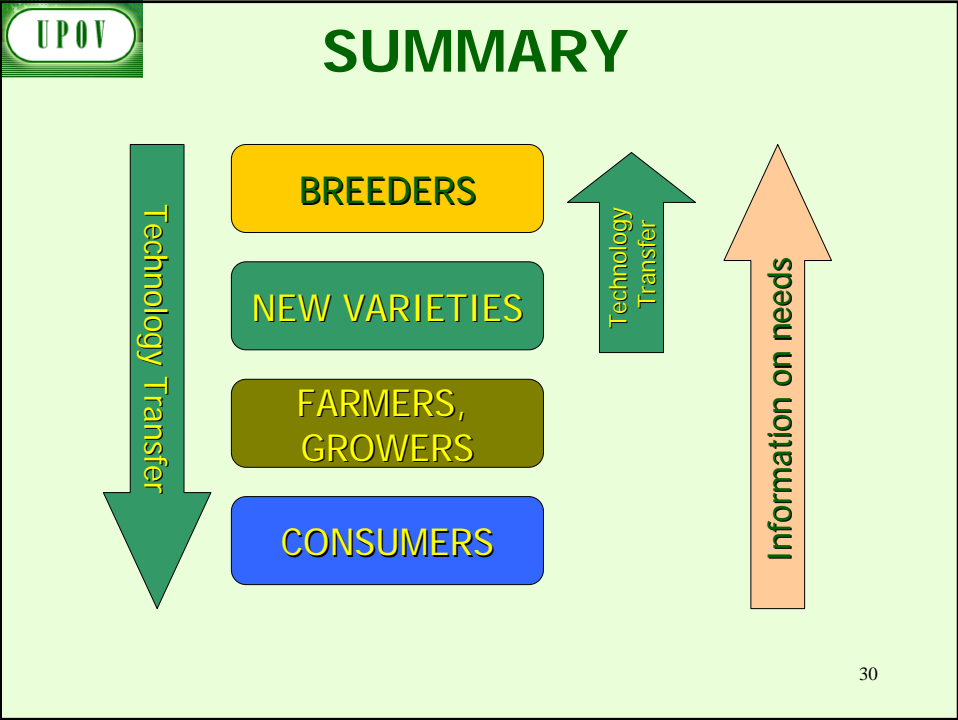 UPOV
SUMMARY
BREEDERS
NEW VARIETIES
FARMERS,
GROWERS
CONSUMERS
Technology Transfer
Technology
Transfer
Information on needs
30